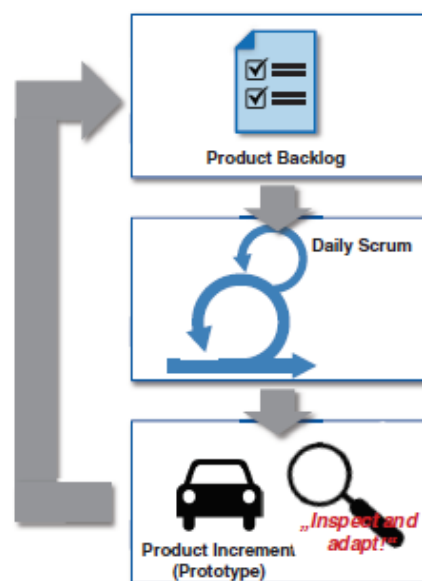 Product Backlog
Daily Scrum
„Inspect and
adapt!“
Product Increment
(Prototype)